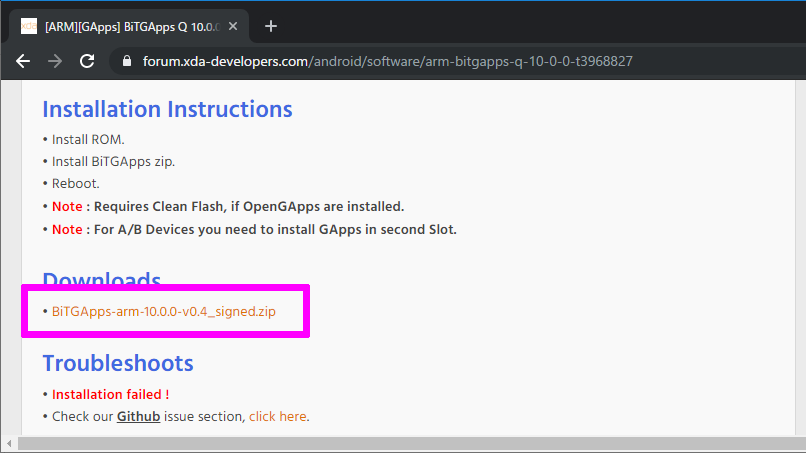 xda [ARM][GApps] BiTGApps Q 10.0.0
forum.xda-developers.com/android/software/arm-bitgapps-q-10-0-0-t3968827
Installation Instructions
• Install ROM.
• Install BiTGApps zip.
• Reboot.
• Note : Requires Clean Flash, if OpenGApps are installed.
• Note : For A/B Devices you need to install GApps in second Slot.
Downloads
• BiTGApps-arm-10.0.0-v0.4_signed.zip
Troubleshoots
• Installation failed !
• Check our Github issue section, click here.